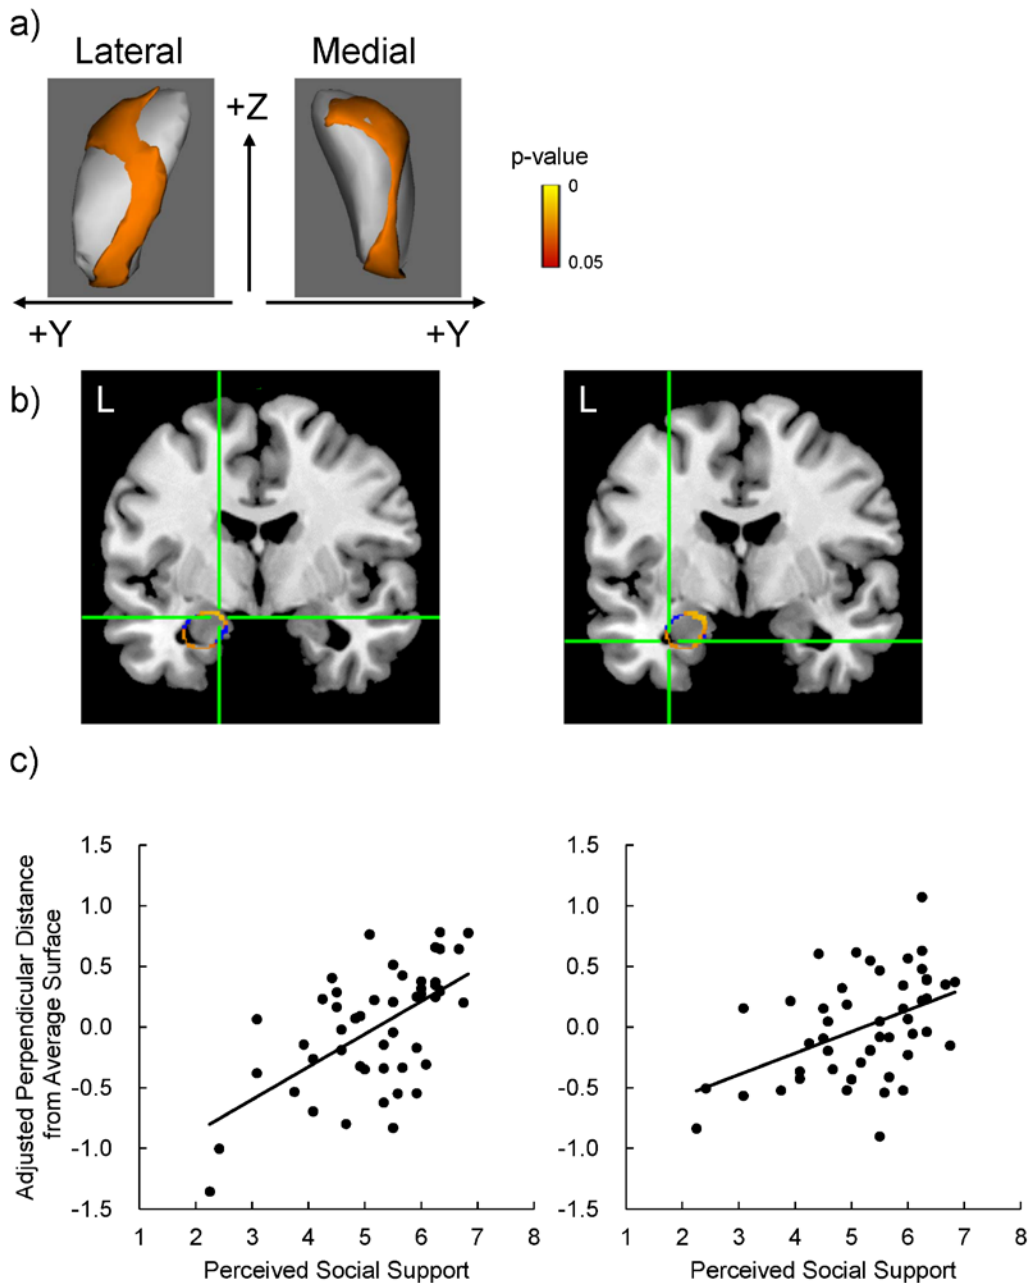 a)
Lateral
Medial
+Z
p-value
0
0.05
+Y
+Y
b)
L
L
c)
Adjusted Perpendicular Distance
from Average Surface
1.5
1.0
0.5
0.0
-0.5
-1.0
-1.5
1 2 3 4 5 6 7 8
Perceived Social Support
1.5
1.0
0.5
0.0
-0.5
-1.0
-1.5
1 2 3 4 5 6 7 8
Perceived Social Support